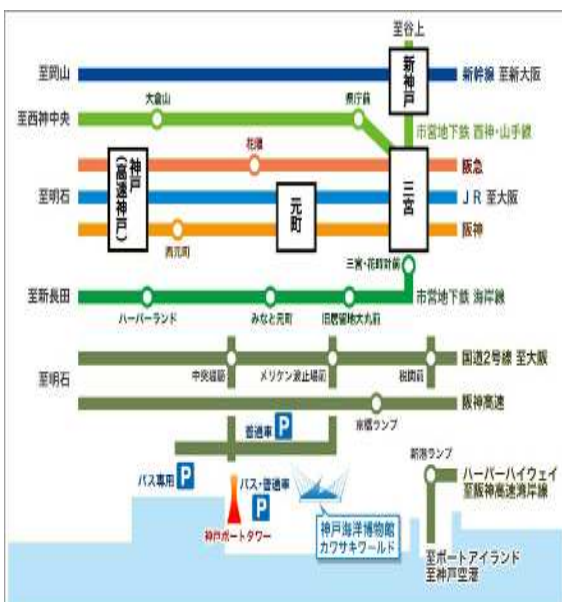 至谷上
至岡山
新神戸
新幹線 至新大阪
大倉山
県庁前
至西神中央
市営地下鉄 西神・山手線
花隈
阪急
神戸
(高速神戸)
元町
三宮
至明石
JR 至大阪
西元町
阪神
三宮・花時計前
至新長田
市営地下鉄 海岸線
ハーバーランド
みなと元町
旧居留地大丸前
国道2号線 至大阪
中突堤筋
メリケン波止場前
税関前
至明石
阪神高速
京橋ランプ
普通車 P
新港ランプ
バス専用 P
バス・普通車
P
ハーバーハイウェイ
至阪神高速湾岸線
神戸ポートタワー
神戸海洋博物館
カワサキワールド
至ポートアイランド
至神戸空港